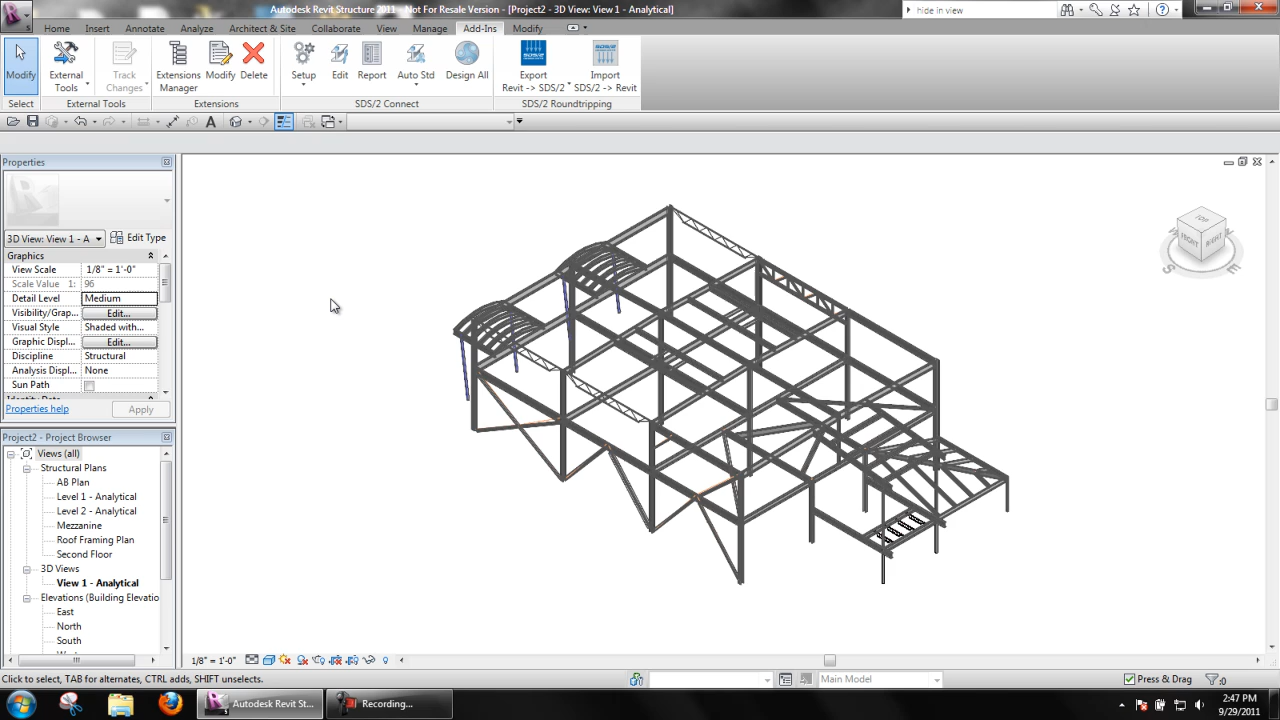 Autodesk Revit Structure 2011 - Not For Resale Version - [Project2 - 3D View: View 1 - Analytical]
hide in view
Home Insert Annotate Analyze Architect & Site Collaborate View Manage Add-Ins Modify
Modify External Tools Track Changes Extensions Manager Modify Delete Setup Edit Report Auto Std Design All Export Revit -> SDS/2 Import SDS/2 -> Revit
Select External Tools Extensions SDS/2 Connect SDS/2 Roundtripping
Properties
3D View: View 1 - A Edit Type
Graphics
View Scale 1/8" = 1'-0"
Scale Value 1: 96
Detail Level Medium
Visibility/Grap... Edit...
Visual Style Shaded with...
Graphic Displ... Edit...
Discipline Structural
Analysis Displ... None
Sun Path
Properties help Apply
Project2 - Project Browser
Views (all)
Structural Plans
AB Plan
Level 1 - Analytical
Level 2 - Analytical
Mezzanine
Roof Framing Plan
Second Floor
3D Views
View 1 - Analytical
Elevations (Building Elevatio
East
North
South
TOP
FRONT RIGHT
S E
1/8" = 1'-0"
Click to select, TAB for alternates, CTRL adds, SHIFT unselects.
Main Model
Press & Drag
:0
Autodesk Revit St...
Recording...
2:47 PM
9/29/2011